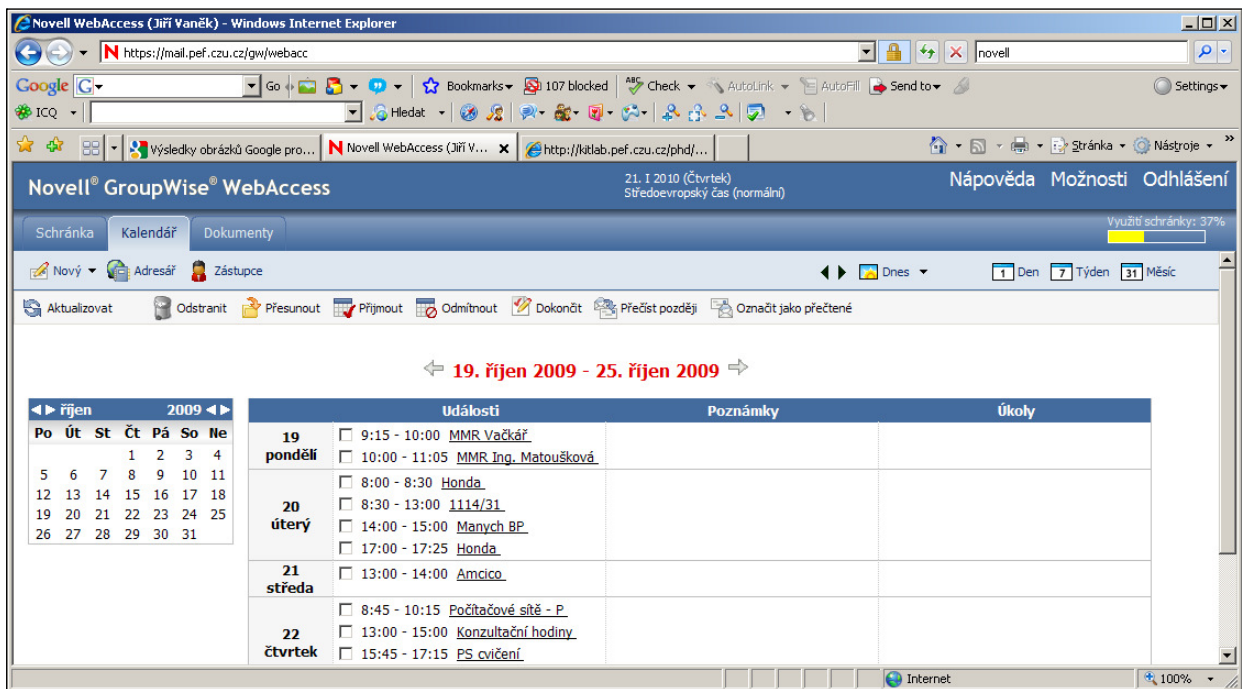 Novell WebAccess (Jiří Vaněk) - Windows Internet Explorer
https://mail.pef.czu.cz/gw/webacc novell
Google G Go Bookmarks 107 blocked ABC Check AutoLink AutoFill Send to Settings
ICQ Hledat
Výsledky obrázků Google pro... Novell WebAccess (Jiří V... X http://kitlab.pef.czu.cz/phd/... Stránka Nástroje »
Novell® GroupWise® WebAccess 21. I 2010 (Čtvrtek) Nápověda Možnosti Odhlášení
Středoevropský čas (normální)
Schránka Kalendář Dokumenty Využití schránky: 37%
Nový Adresář Zástupce Dnes 1 Den 7 Týden 31 Měsíc
Aktualizovat Odstranit Přesunout Přijmout Odmítnout Dokončit Přečíst později Označit jako přečtené
19. říjen 2009 - 25. říjen 2009
říjen 2009
Po Út St Čt Pá So Ne
1 2 3 4
5 6 7 8 9 10 11
12 13 14 15 16 17 18
19 20 21 22 23 24 25
26 27 28 29 30 31
Události Poznámky Úkoly
19 pondělí
9:15 - 10:00 MMR Vačkář
10:00 - 11:05 MMR Ing. Matoušková
20 úterý
8:00 - 8:30 Honda
8:30 - 13:00 1114/31
14:00 - 15:00 Manych BP
17:00 - 17:25 Honda
21 středa
13:00 - 14:00 Amcico
22 čtvrtek
8:45 - 10:15 Počítačové sítě - P
13:00 - 15:00 Konzultační hodiny
15:45 - 17:15 PS cvičení
Internet 100%